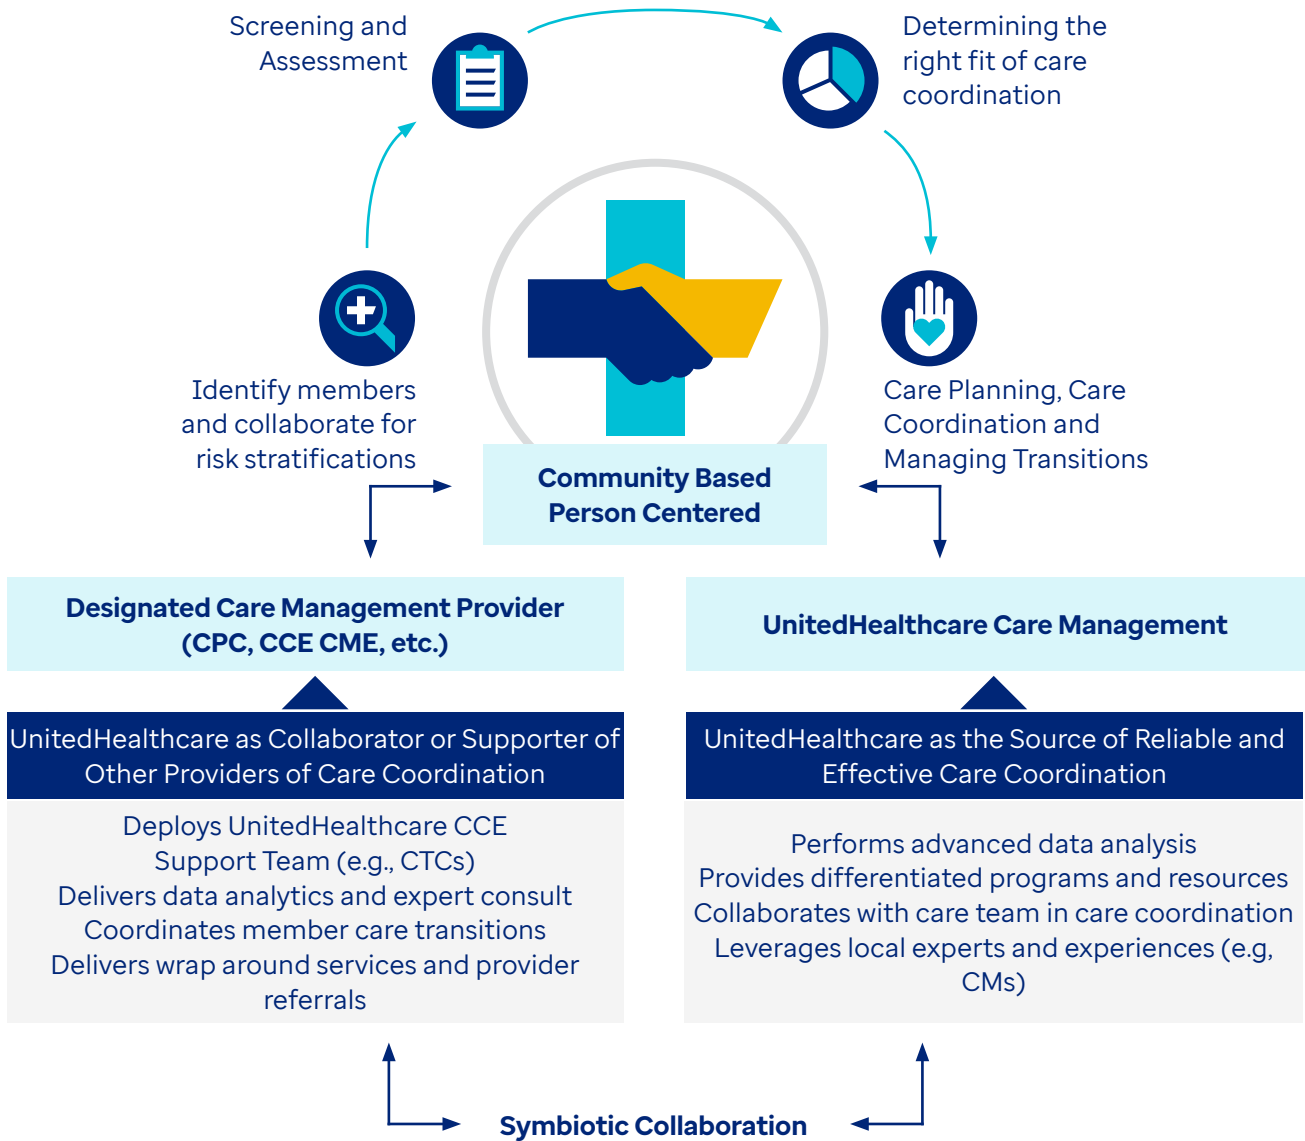 Screening and
Assessment
Determining the
right fit of care
coordination
Identify members
and collaborate for
risk stratifications
Care Planning, Care
Coordination and
Managing Transitions
Community Based
Person Centered
Designated Care Management Provider
(CPC, CCE CME, etc.)
UnitedHealthcare as Collaborator or Supporter of
Other Providers of Care Coordination
Deploys UnitedHealthcare CCE
Support Team (e.g., CTCs)
Delivers data analytics and expert consult
Coordinates member care transitions
Delivers wrap around services and provider
referrals
UnitedHealthcare Care Management
UnitedHealthcare as the Source of Reliable and
Effective Care Coordination
Performs advanced data analysis
Provides differentiated programs and resources
Collaborates with care team in care coordination
Leverages local experts and experiences (e.g,
CMs)
Symbiotic Collaboration